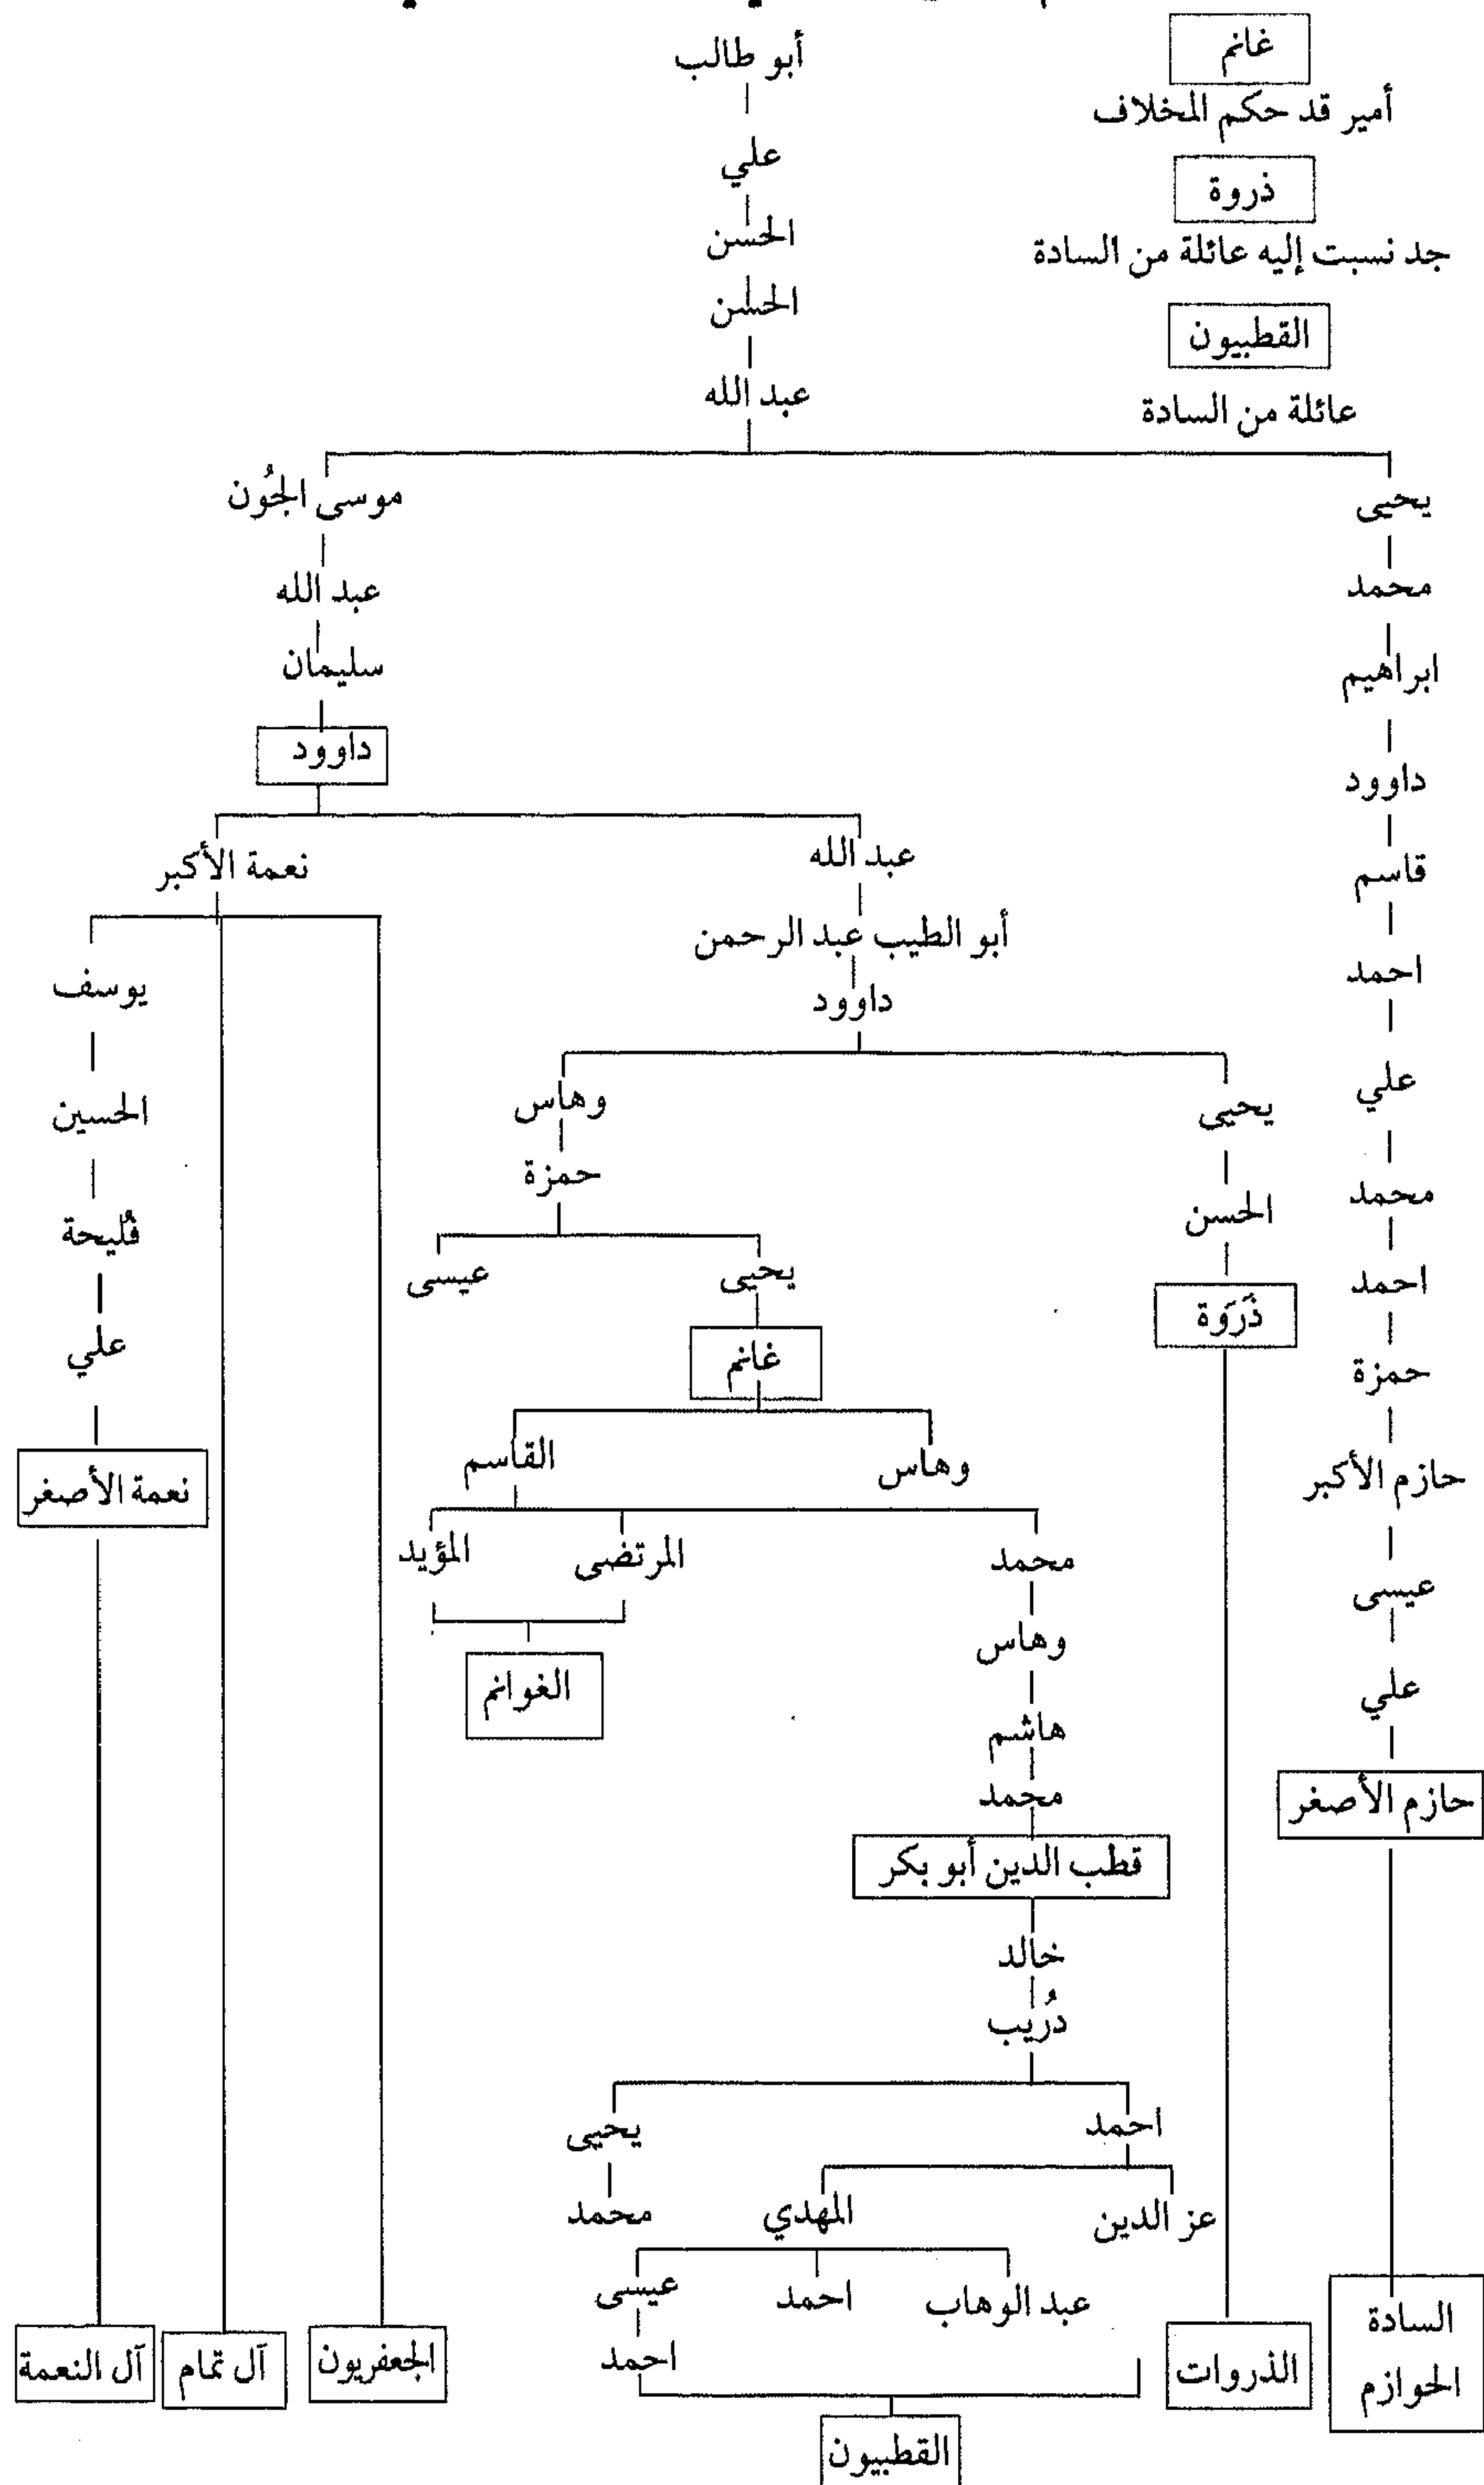 غانم
أمير قد حكم المخلاف
ذروة
جد نسبت إليه عائلة من السادة
القطبيون
عائلة من السادة
أبو طالب
علي
الحسن
الحسن
عبد الله
يحيى
موسى الجُون
محمد
عبد الله
ابراهيم
سليمان
داوود
داوود
قاسم
عبد الله
نعمة الأكبر
أبو الطيب عبد الرحمن
احمد
داوود
يوسف
علي
يحيى
وهاس
الحسين
محمد
حمزة
الحسن
فُليحة
احمد
يحيى
عيسى
ذَرَوَة
حمزة
غانم
علي
حازم الأكبر
وهاس
القاسم
نعمة الأصغر
عيسى
محمد
المرتضى
المؤيد
وهاس
علي
الغوانم
هاشم
محمد
حازم الأصغر
قطب الدين أبو بكر
خالد
دُريب
احمد
يحيى
عز الدين
المهدي
محمد
عبد الوهاب
احمد
عيسى
احمد
السادة
الحوازم
الذروات
الجعفريون
آل تمام
آل النعمة
القطبيون